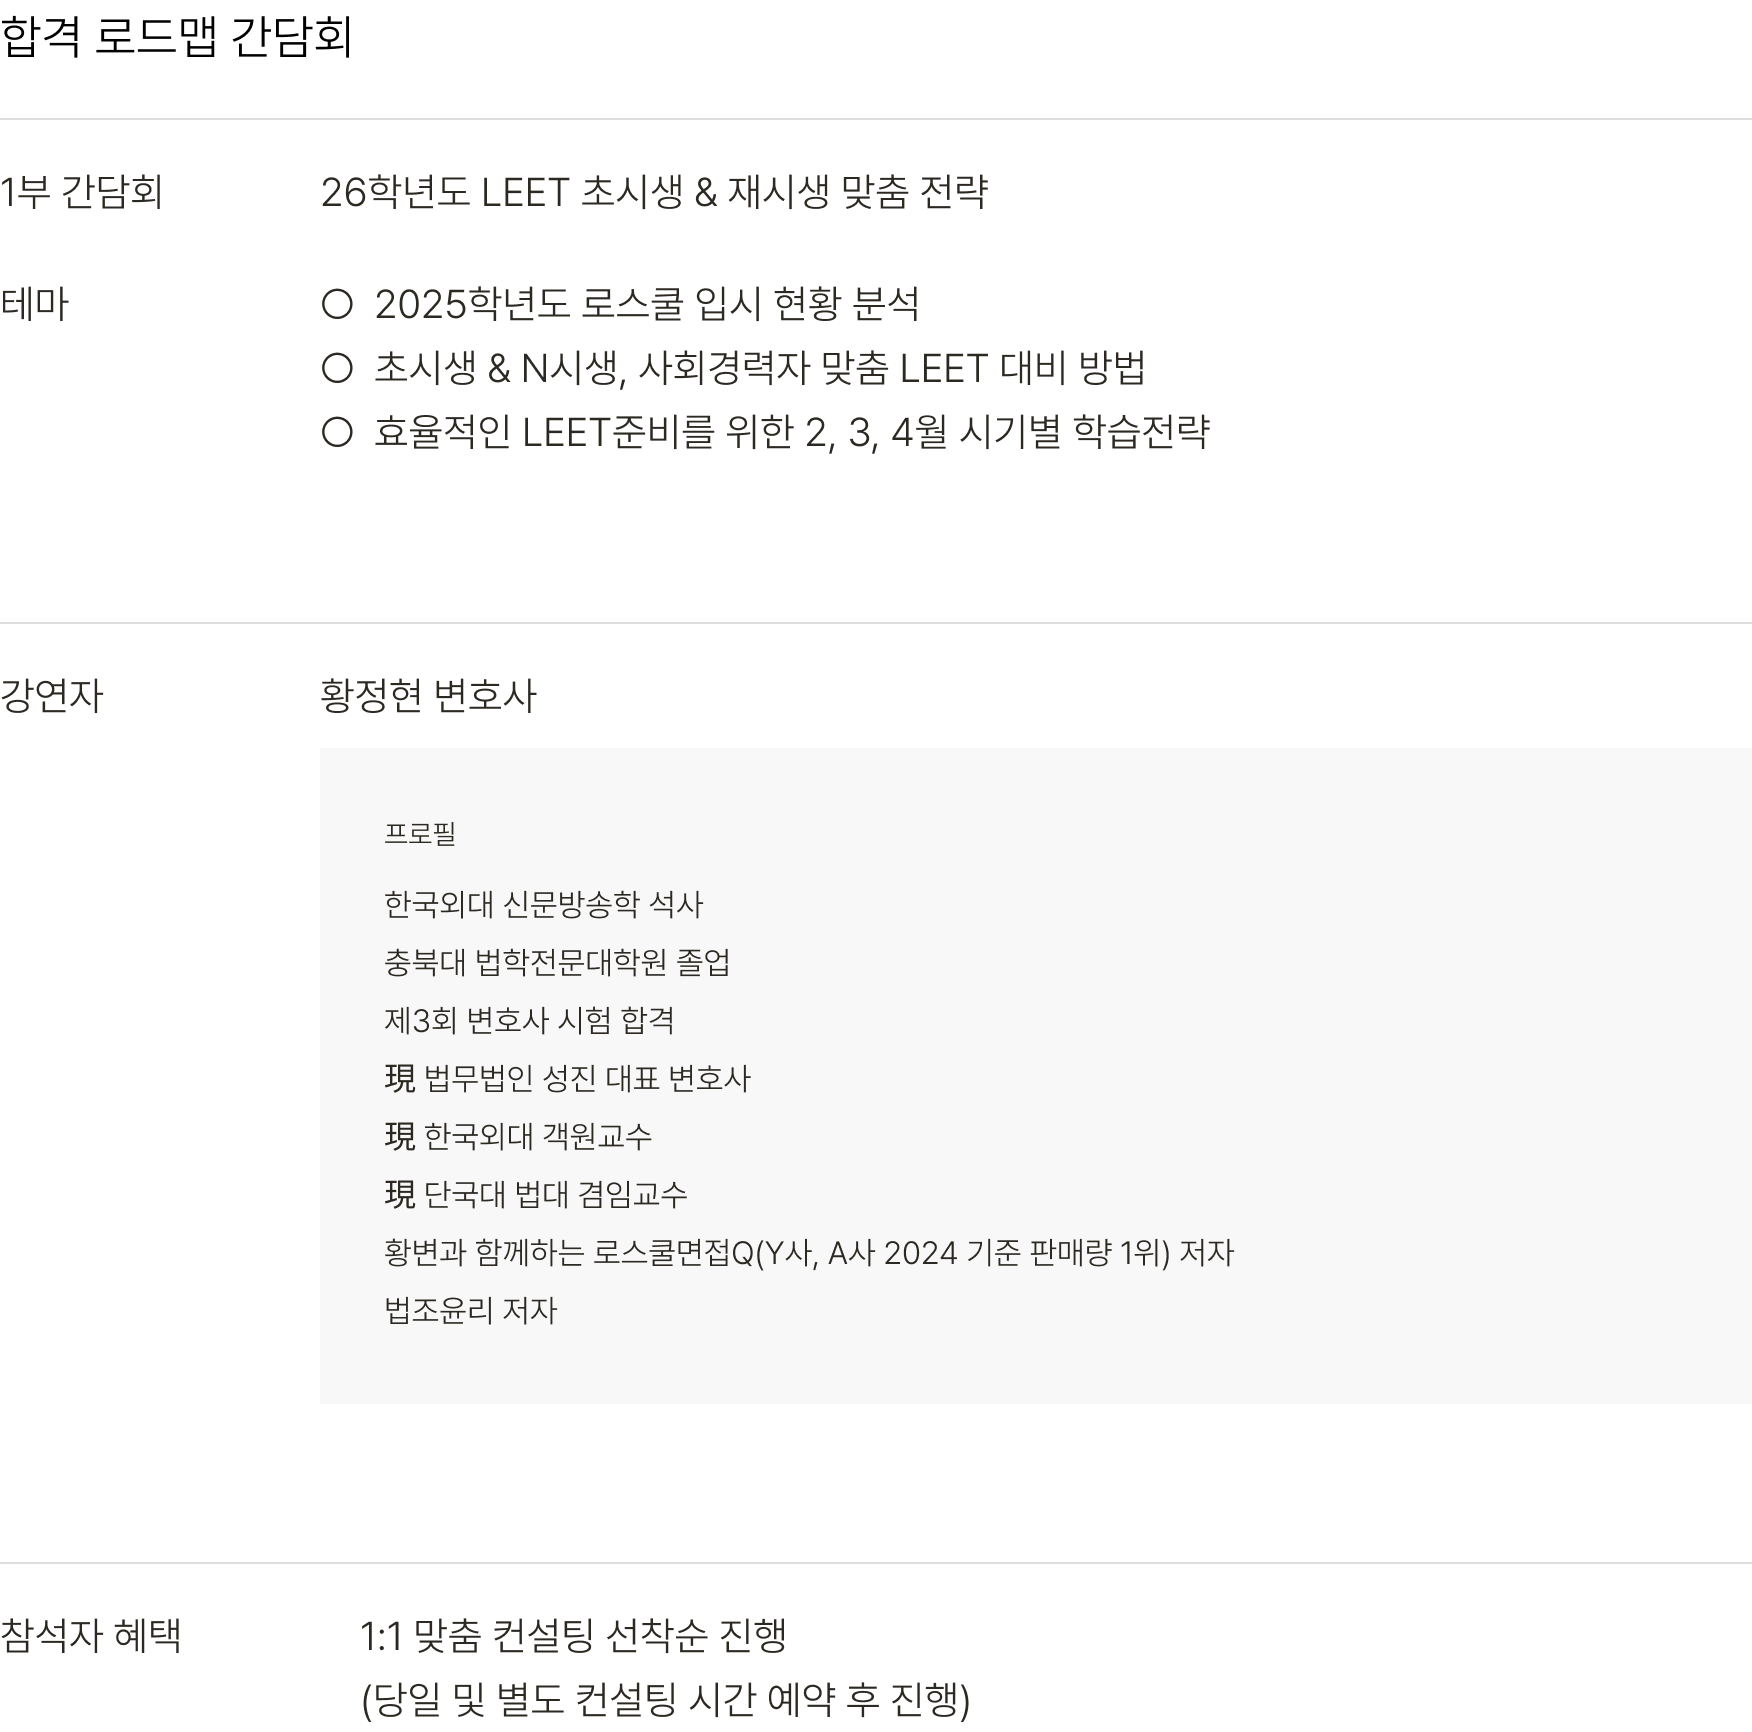 합격 로드맵 간담회
1부 간담회 26학년도 LEET 초시생 & 재시생 맞춤 전략
테마 ○ 2025학년도 로스쿨 입시 현황 분석
○ 초시생 & N시생, 사회경력자 맞춤 LEET 대비 방법
○ 효율적인 LEET준비를 위한 2, 3, 4월 시기별 학습전략
강연자 황정현 변호사
프로필
한국외대 신문방송학 석사
충북대 법학전문대학원 졸업
제3회 변호사 시험 합격
現 법무법인 성진 대표 변호사
現 한국외대 객원교수
現 단국대 법대 겸임교수
황변과 함께하는 로스쿨면접Q(Y사, A사 2024 기준 판매량 1위) 저자
법조윤리 저자
참석자 혜택 1:1 맞춤 컨설팅 선착순 진행
(당일 및 별도 컨설팅 시간 예약 후 진행)